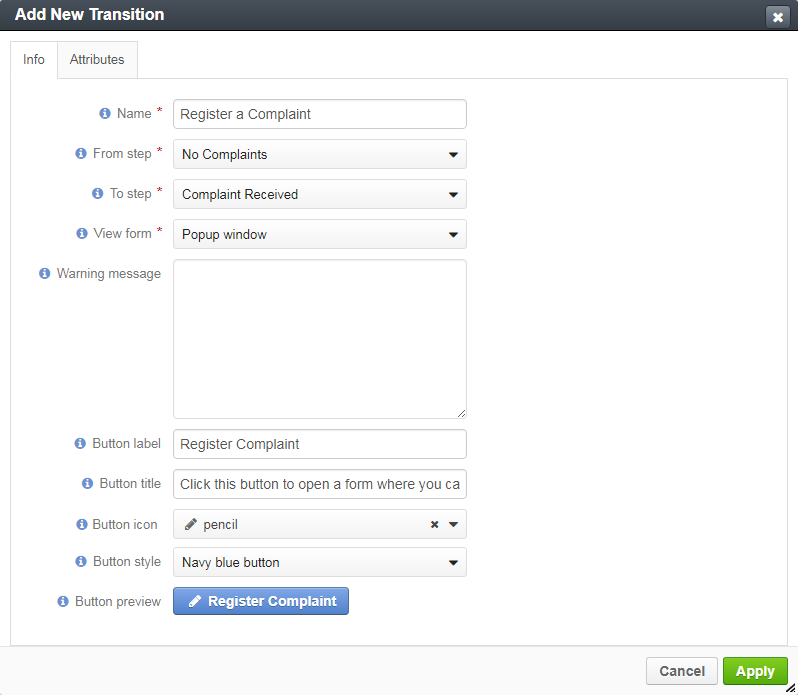 Add New Transition
Info Attributes
Name * Register a Complaint
From step * No Complaints
To step * Complaint Received
View form * Popup window
Warning message
Button label Register Complaint
Button title Click this button to open a form where you ca
Button icon pencil
Button style Navy blue button
Button preview Register Complaint
Cancel Apply